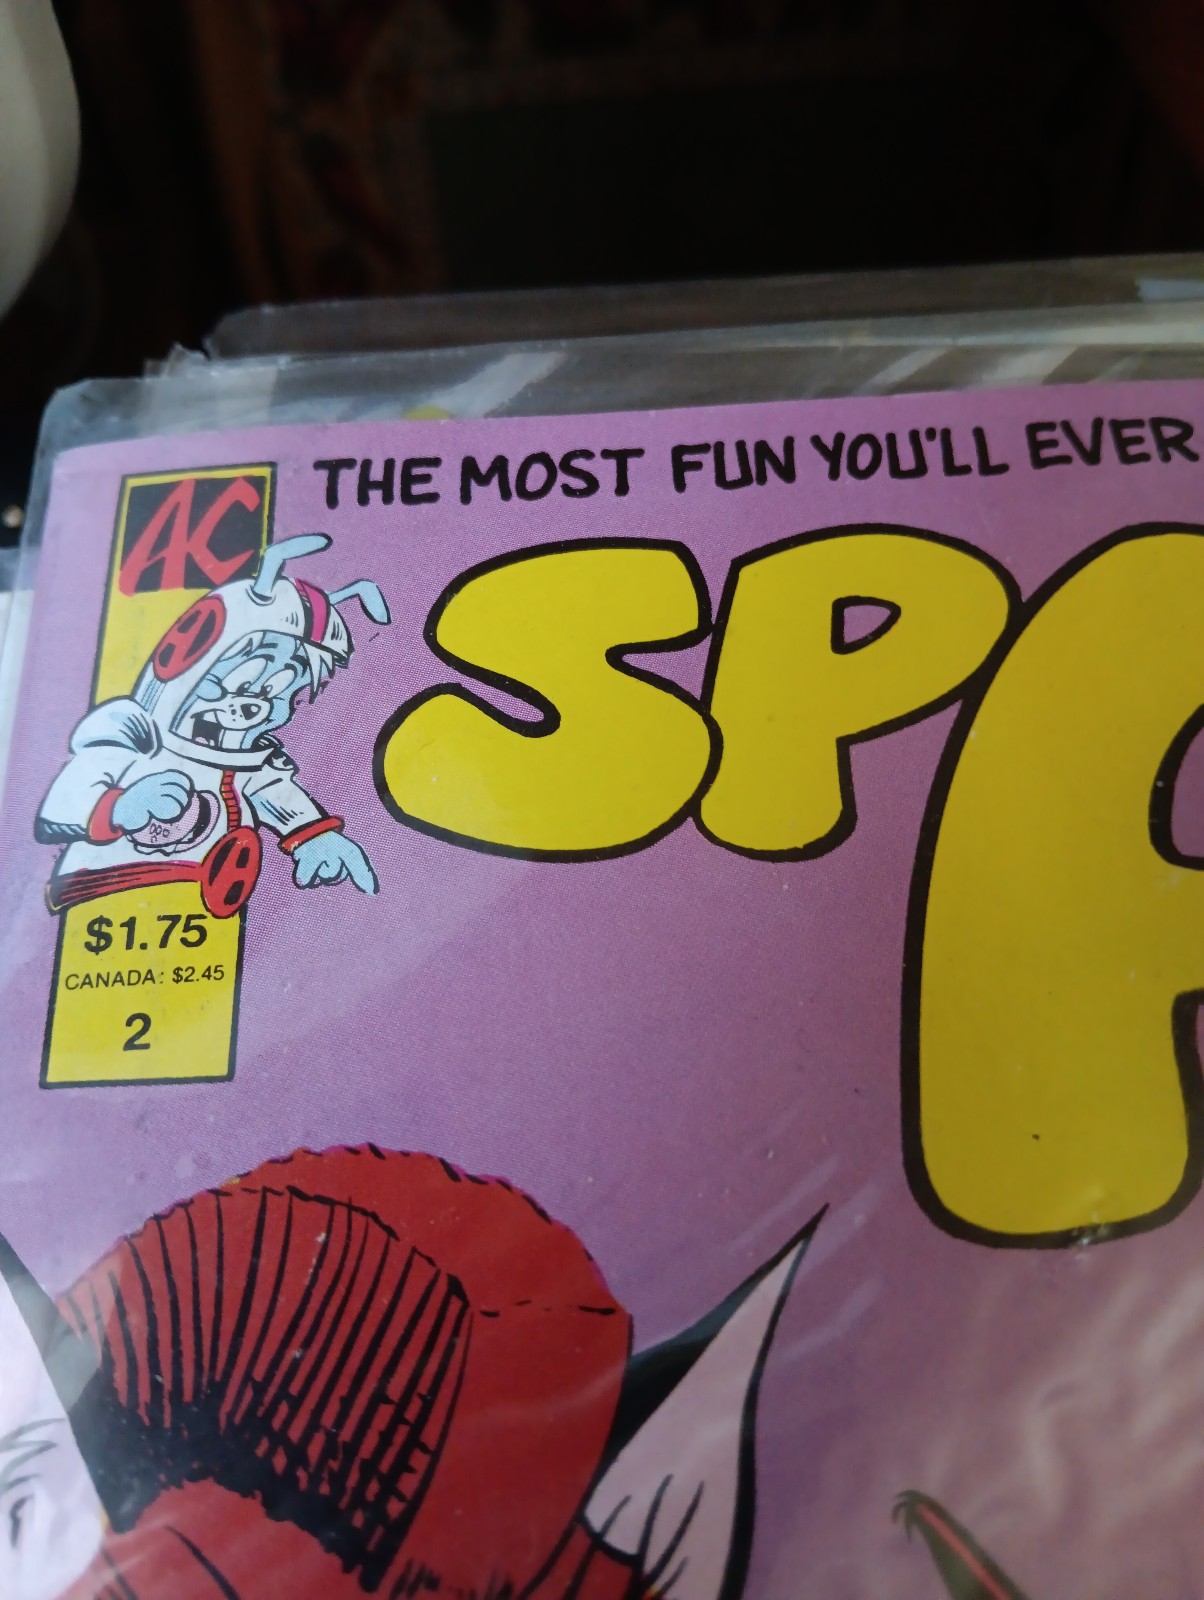 THE MOST FUN YOU'LL EVER
AC
SP
$1.75
CANADA: $2.45
2